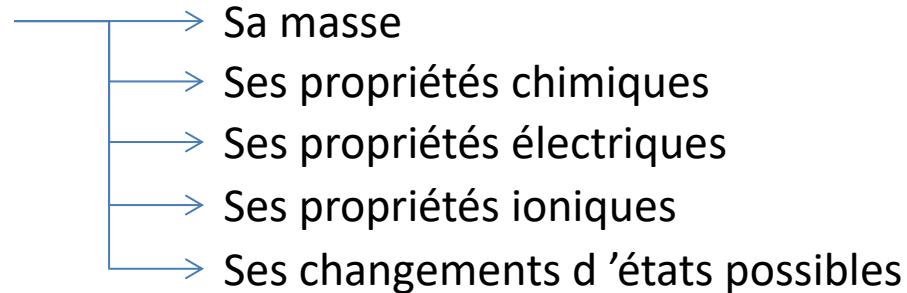 Sa masse
Ses propriétés chimiques
Ses propriétés électriques
Ses propriétés ioniques
Ses changements d ’états possibles